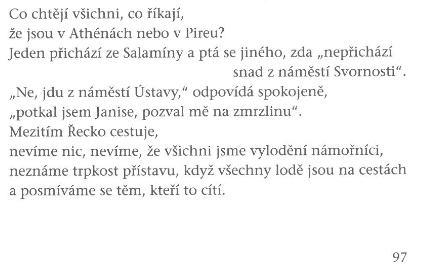 Co chtějí všichni, co říkají,
že jsou v Athénách nebo v Pireu?
Jeden přichází ze Salamíny a ptá se jiného, zda „nepřichází
snad z náměstí Svornosti“.
„Ne, jdu z náměstí Ústavy,“ odpovídá spokojeně,
„potkal jsem Janise, pozval mě na zmrzlinu“.
Mezitím Řecko cestuje,
nevíme nic, nevíme, že všichni jsme vylodění námořníci,
neznáme trpkost přístavu, když všechny lodě jsou na cestách
a posmíváme se těm, kteří to cítí.
97